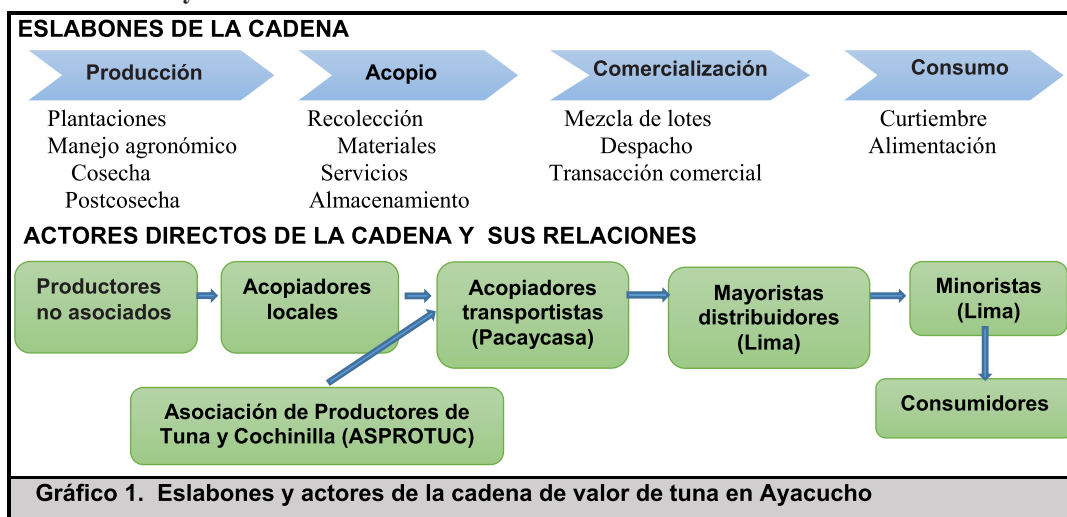 ESLABONES DE LA CADENA
Producción
Acopio
Comercialización
Consumo
Plantaciones
Manejo agronómico
Cosecha
Postcosecha
Recolección
Materiales
Servicios
Almacenamiento
Mezcla de lotes
Despacho
Transacción comercial
Curtiembre
Alimentación
ACTORES DIRECTOS DE LA CADENA Y SUS RELACIONES
Productores
no asociados
Acopiadores
locales
Acopiadores
transportistas
(Pacaycasa)
Mayoristas
distribuidores
(Lima)
Minoristas
(Lima)
Asociación de Productores de
Tuna y Cochinilla (ASPROTUC)
Consumidores
Gráfico 1. Eslabones y actores de la cadena de valor de tuna en Ayacucho